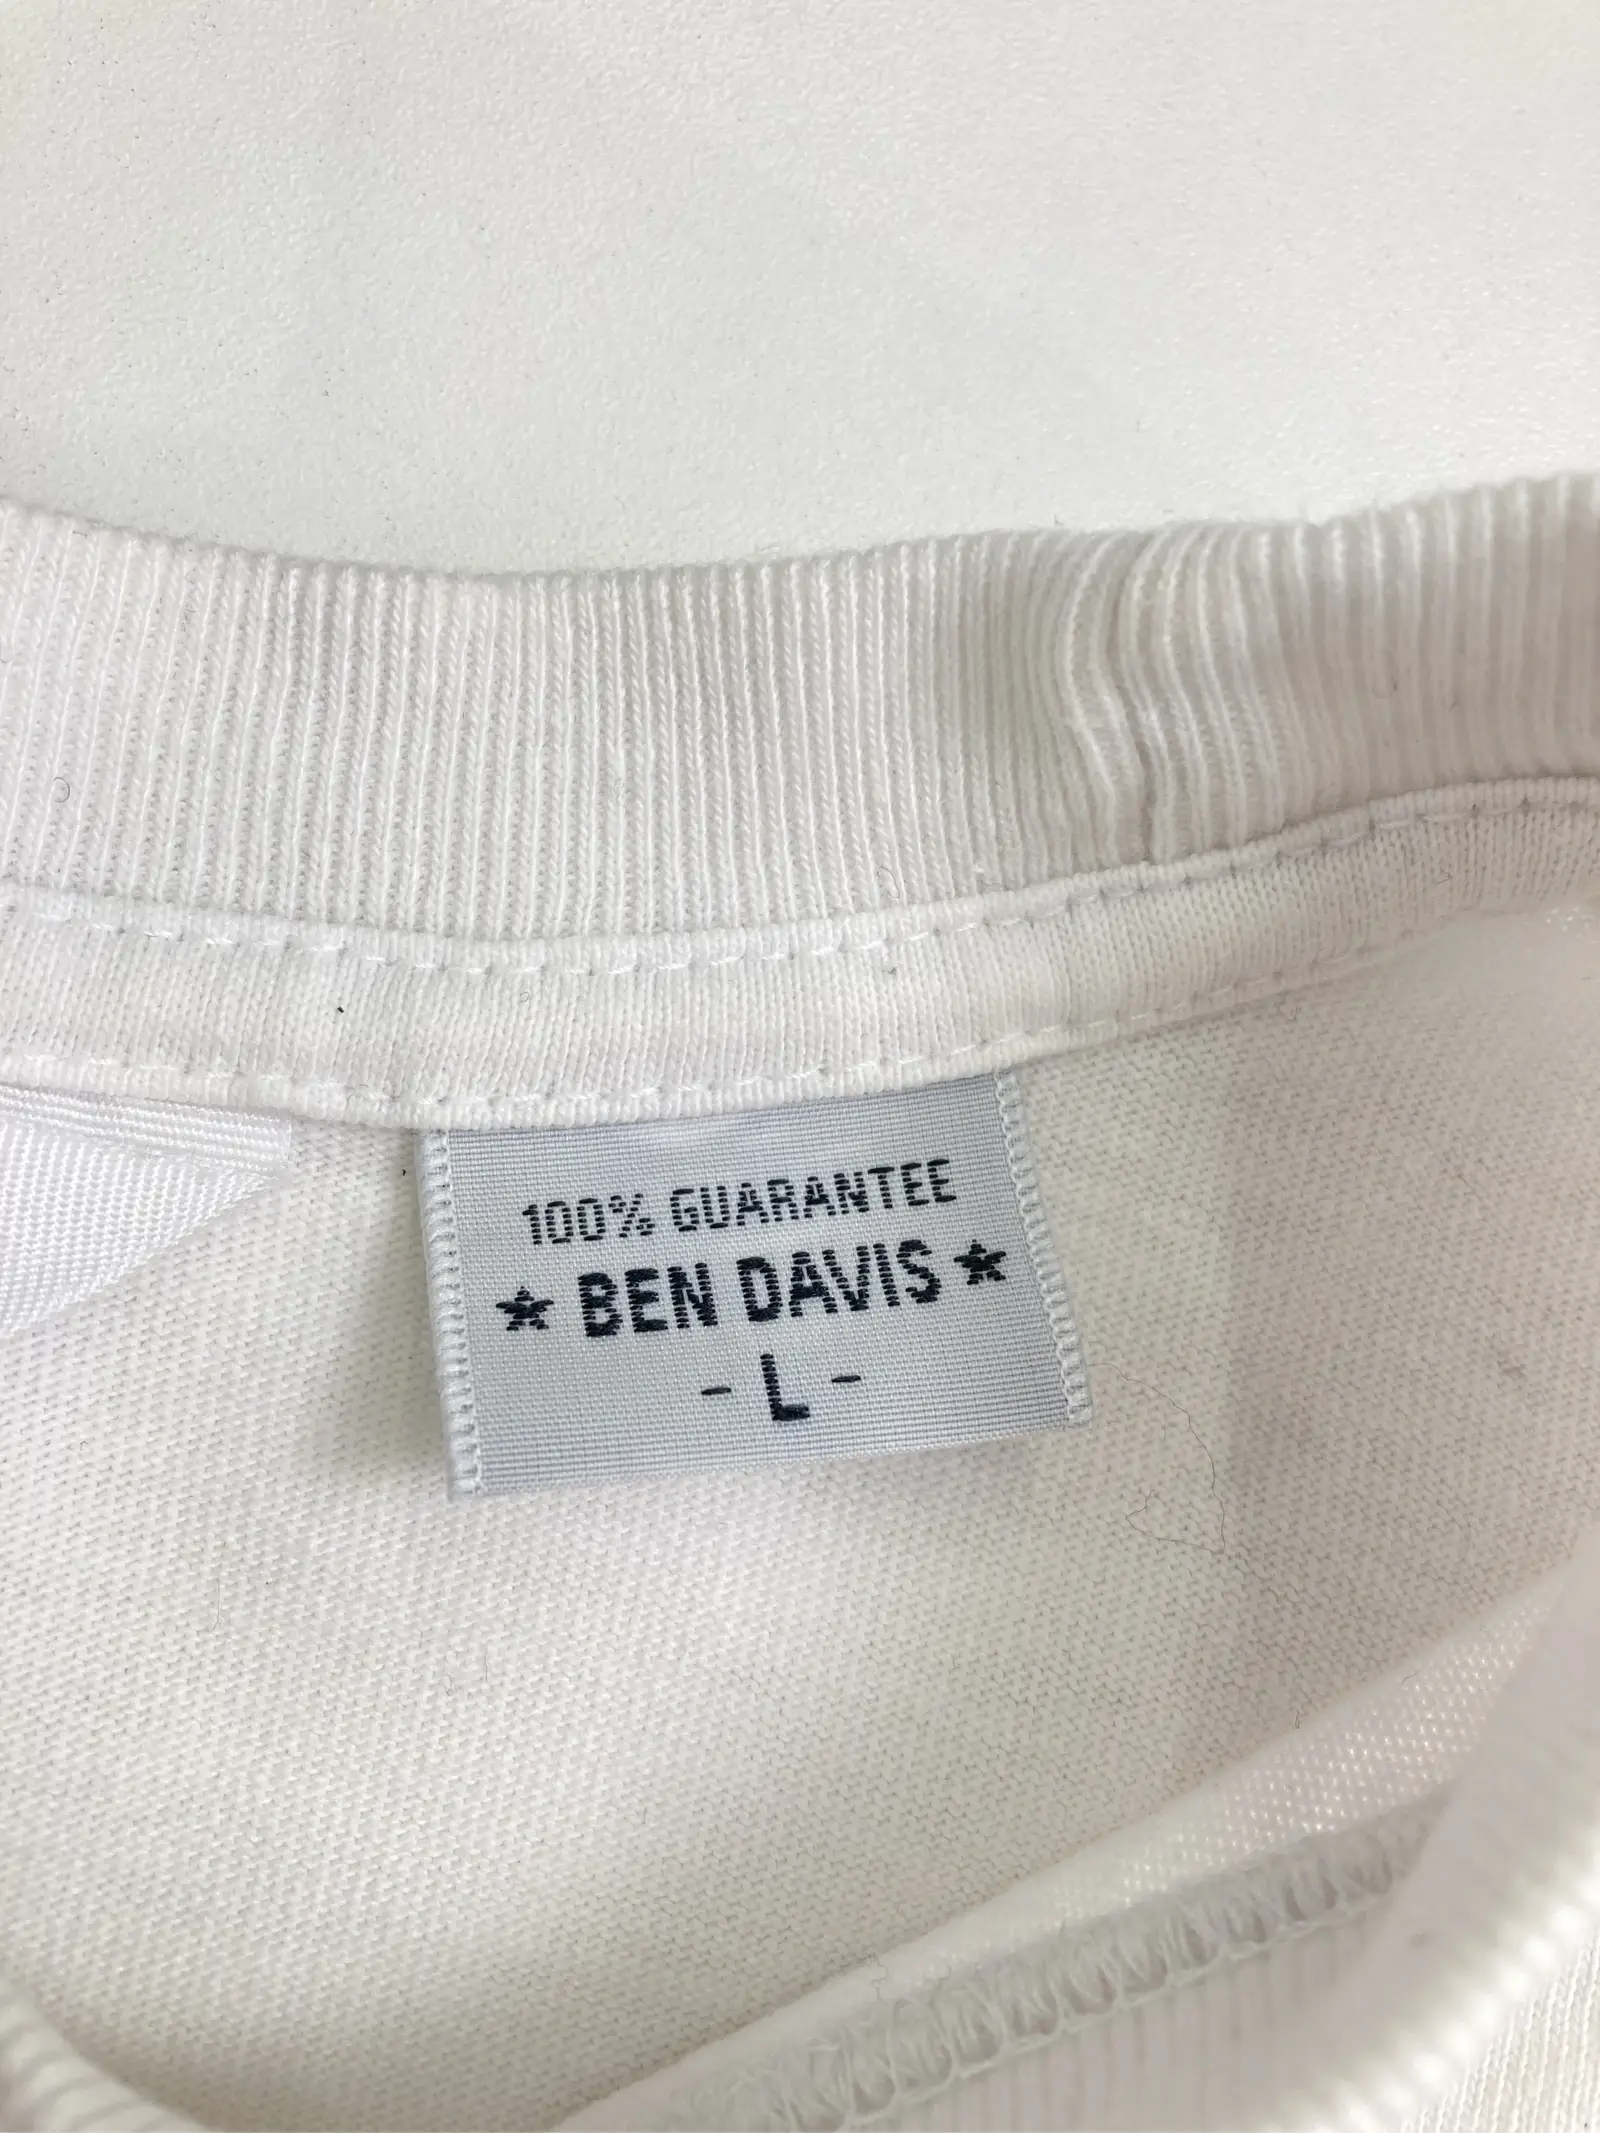 100% GUARANTEE
★ BEN DAVIS ★
- L -